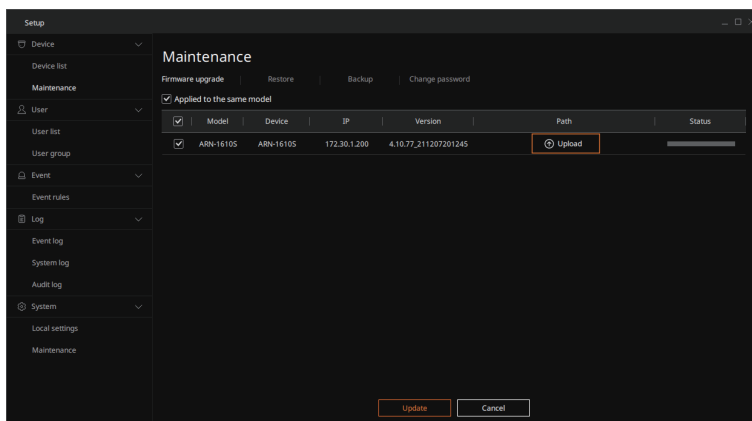 Setup
Device
Device list
Maintenance
User
User list
User group
Event
Event rules
Log
Event log
System log
Audit log
System
Local settings
Maintenance
Maintenance
Firmware upgrade Restore Backup Change password
Applied to the same model
Model Device IP Version Path Status
ARN-1610S ARN-1610S 172.30.1.200 4.10.77_211207201245 Upload
Update Cancel